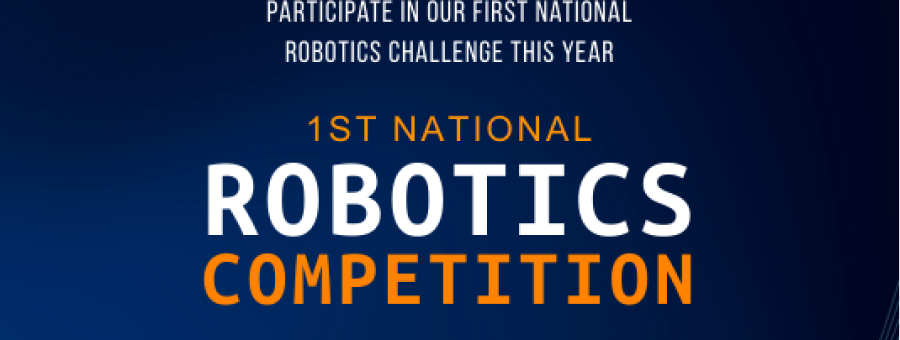 PARTICIPATE IN OUR FIRST NATIONAL
ROBOTICS CHALLENGE THIS YEAR
1ST NATIONAL
ROBOTICS
COMPETITION